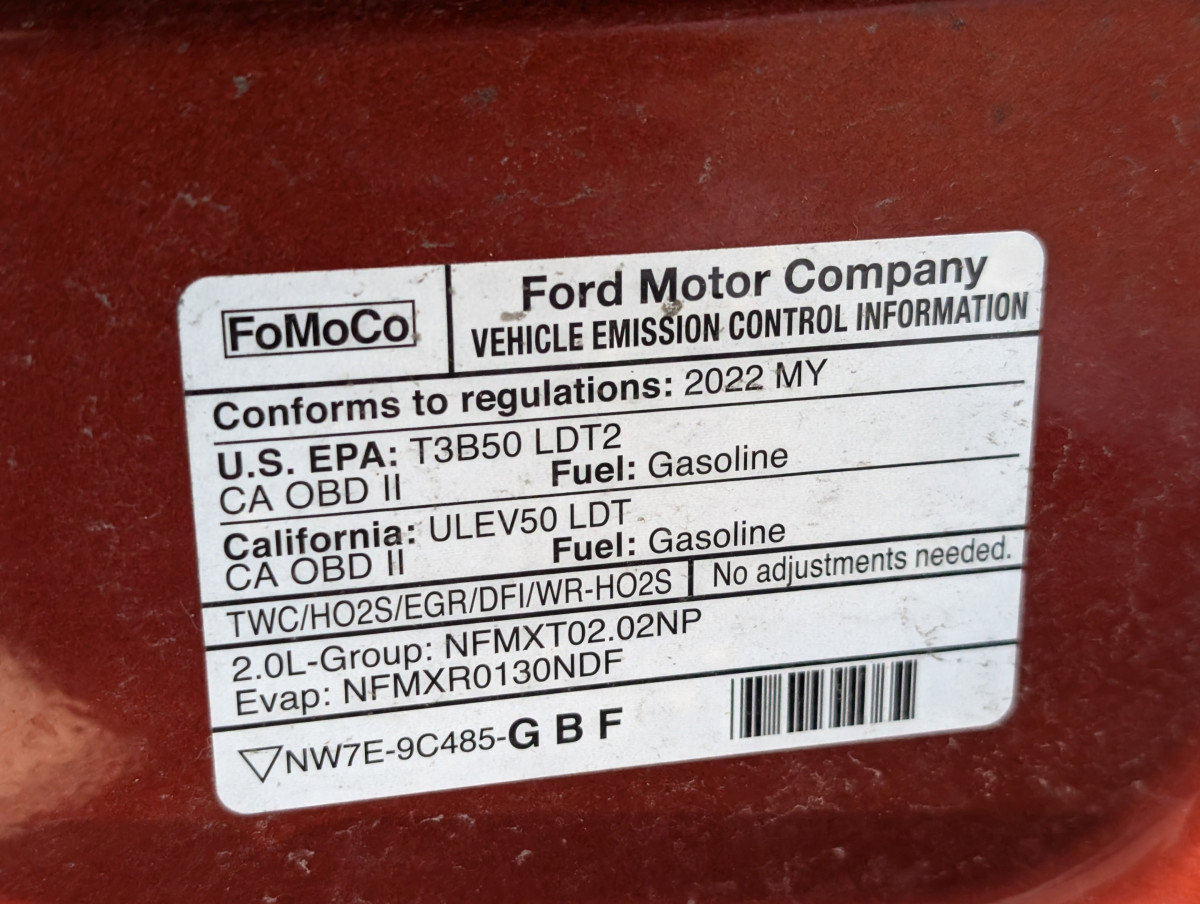 FoMoCo
Ford Motor Company
VEHICLE EMISSION CONTROL INFORMATION
Conforms to regulations: 2022 MY
U.S. EPA: T3B50 LDT2
CA OBD II Fuel: Gasoline
California: ULEV50 LDT
CA OBD II Fuel: Gasoline
TWC/HO2S/EGR/DFI/WR-HO2S No adjustments needed.
2.0L-Group: NFMXT02.02NP
Evap: NFMXR0130NDF
NW7E-9C485-G B F